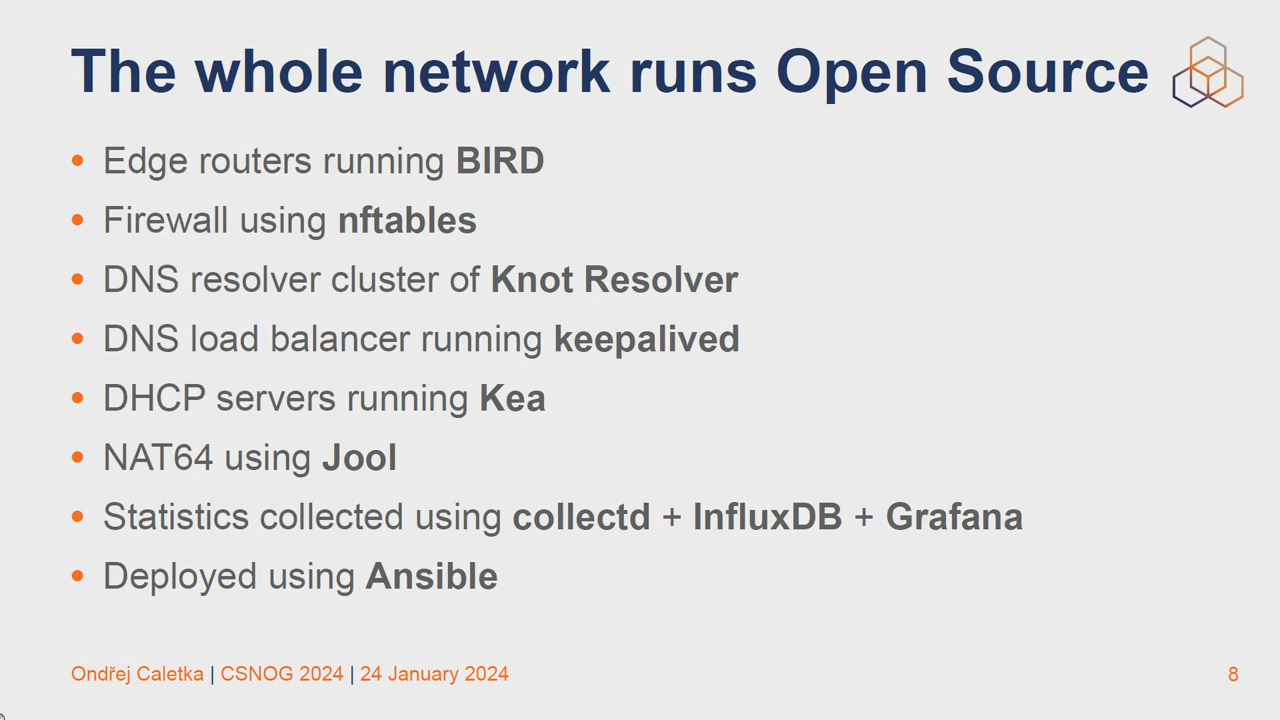 The whole network runs Open Source
• Edge routers running BIRD
• Firewall using nftables
• DNS resolver cluster of Knot Resolver
• DNS load balancer running keepalived
• DHCP servers running Kea
• NAT64 using Jool
• Statistics collected using collectd + InfluxDB + Grafana
• Deployed using Ansible
Ondřej Caletka | CSNOG 2024 | 24 January 2024
8